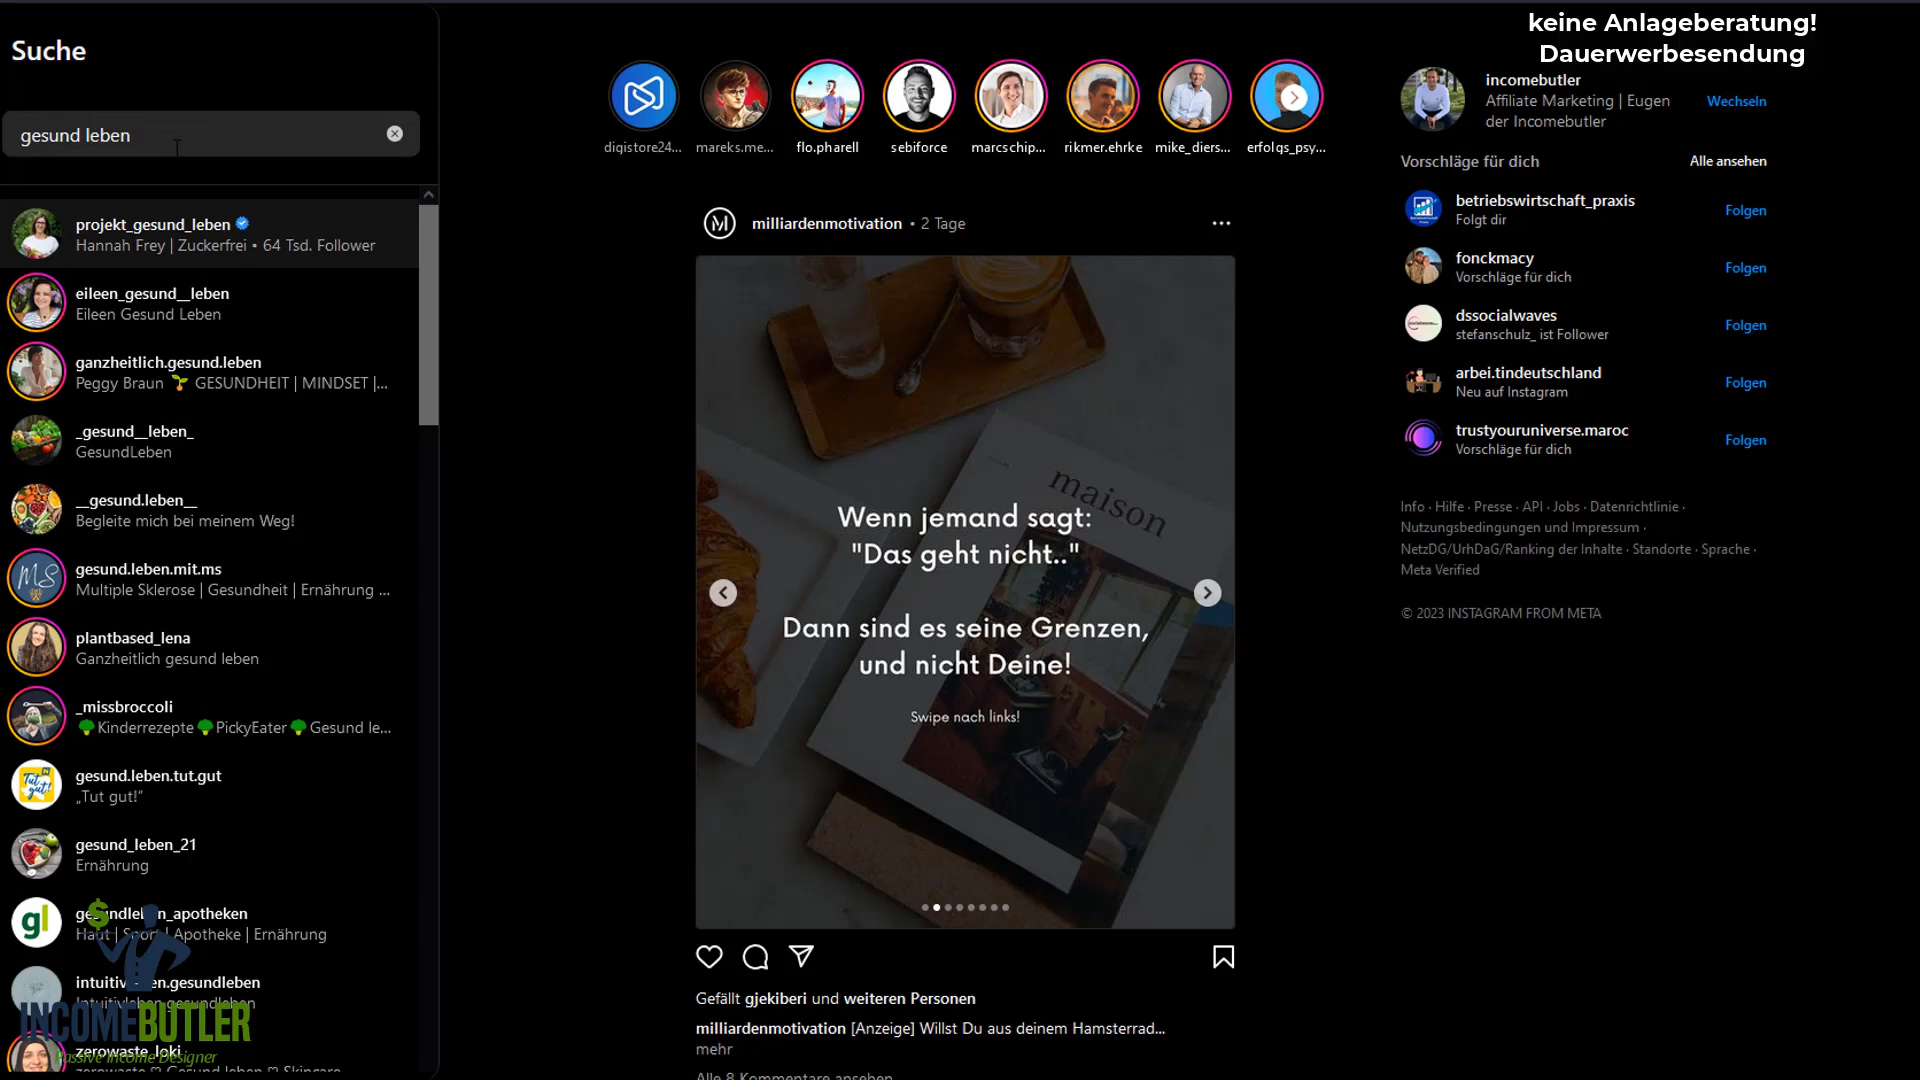 keine Anlageberatung!
Dauerwerbesendung
Suche
gesund leben
projekt_gesund_leben
Hannah Frey | Zuckerfrei • 64 Tsd. Follower
eileen_gesund__leben
Eileen Gesund Leben
ganzheitlich.gesund.leben
Peggy Braun 🌱 GESUNDHEIT | MINDSET |...
_gesund__leben_
GesundLeben
__gesund.leben__
Begleite mich bei meinem Weg!
gesund.leben.mit.ms
Multiple Sklerose | Gesundheit | Ernährung ...
plantbased_lena
Ganzheitlich gesund leben
_missbroccoli
🥦Kinderrezepte🥦PickyEater🥦Gesund le...
gesund.leben.tut.gut
„Tut gut!“
gesund_leben_21
Ernährung
gesundleben_apotheken
Haut | Sport | Apotheke | Ernährung
intuitivleben.gesundleben
Intuitivleben gesundleben
zerowaste_loki
zerowaste ♡ Gesund leben ♡ Skincare
INCOMEBUTLER
Passive Income Designer
digistore24...
mareks.me...
flo.pharell
sebiforce
marcschip...
rikmer.ehrke
mike_diers...
erfolgs_psy...
milliardenmotivation • 2 Tage
maison
Wenn jemand sagt:
"Das geht nicht.."
Dann sind es seine Grenzen,
und nicht Deine!
Swipe nach links!
Gefällt gjekiberi und weiteren Personen
milliardenmotivation [Anzeige] Willst Du aus deinem Hamsterrad...
mehr
Alle 8 Kommentare ansehen
incomebutler
Affiliate Marketing | Eugen
der Incomebutler
Wechseln
Vorschläge für dich
Alle ansehen
betriebswirtschaft_praxis
Folgt dir
Folgen
fonckmacy
Vorschläge für dich
Folgen
dssocialwaves
stefanschulz_ ist Follower
Folgen
arbei.tindeutschland
Neu auf Instagram
Folgen
trustyouruniverse.maroc
Vorschläge für dich
Folgen
Info · Hilfe · Presse · API · Jobs · Datenrichtlinie ·
Nutzungsbedingungen und Impressum ·
NetzDG/UrhDaG/Ranking der Inhalte · Standorte · Sprache ·
Meta Verified
© 2023 INSTAGRAM FROM META